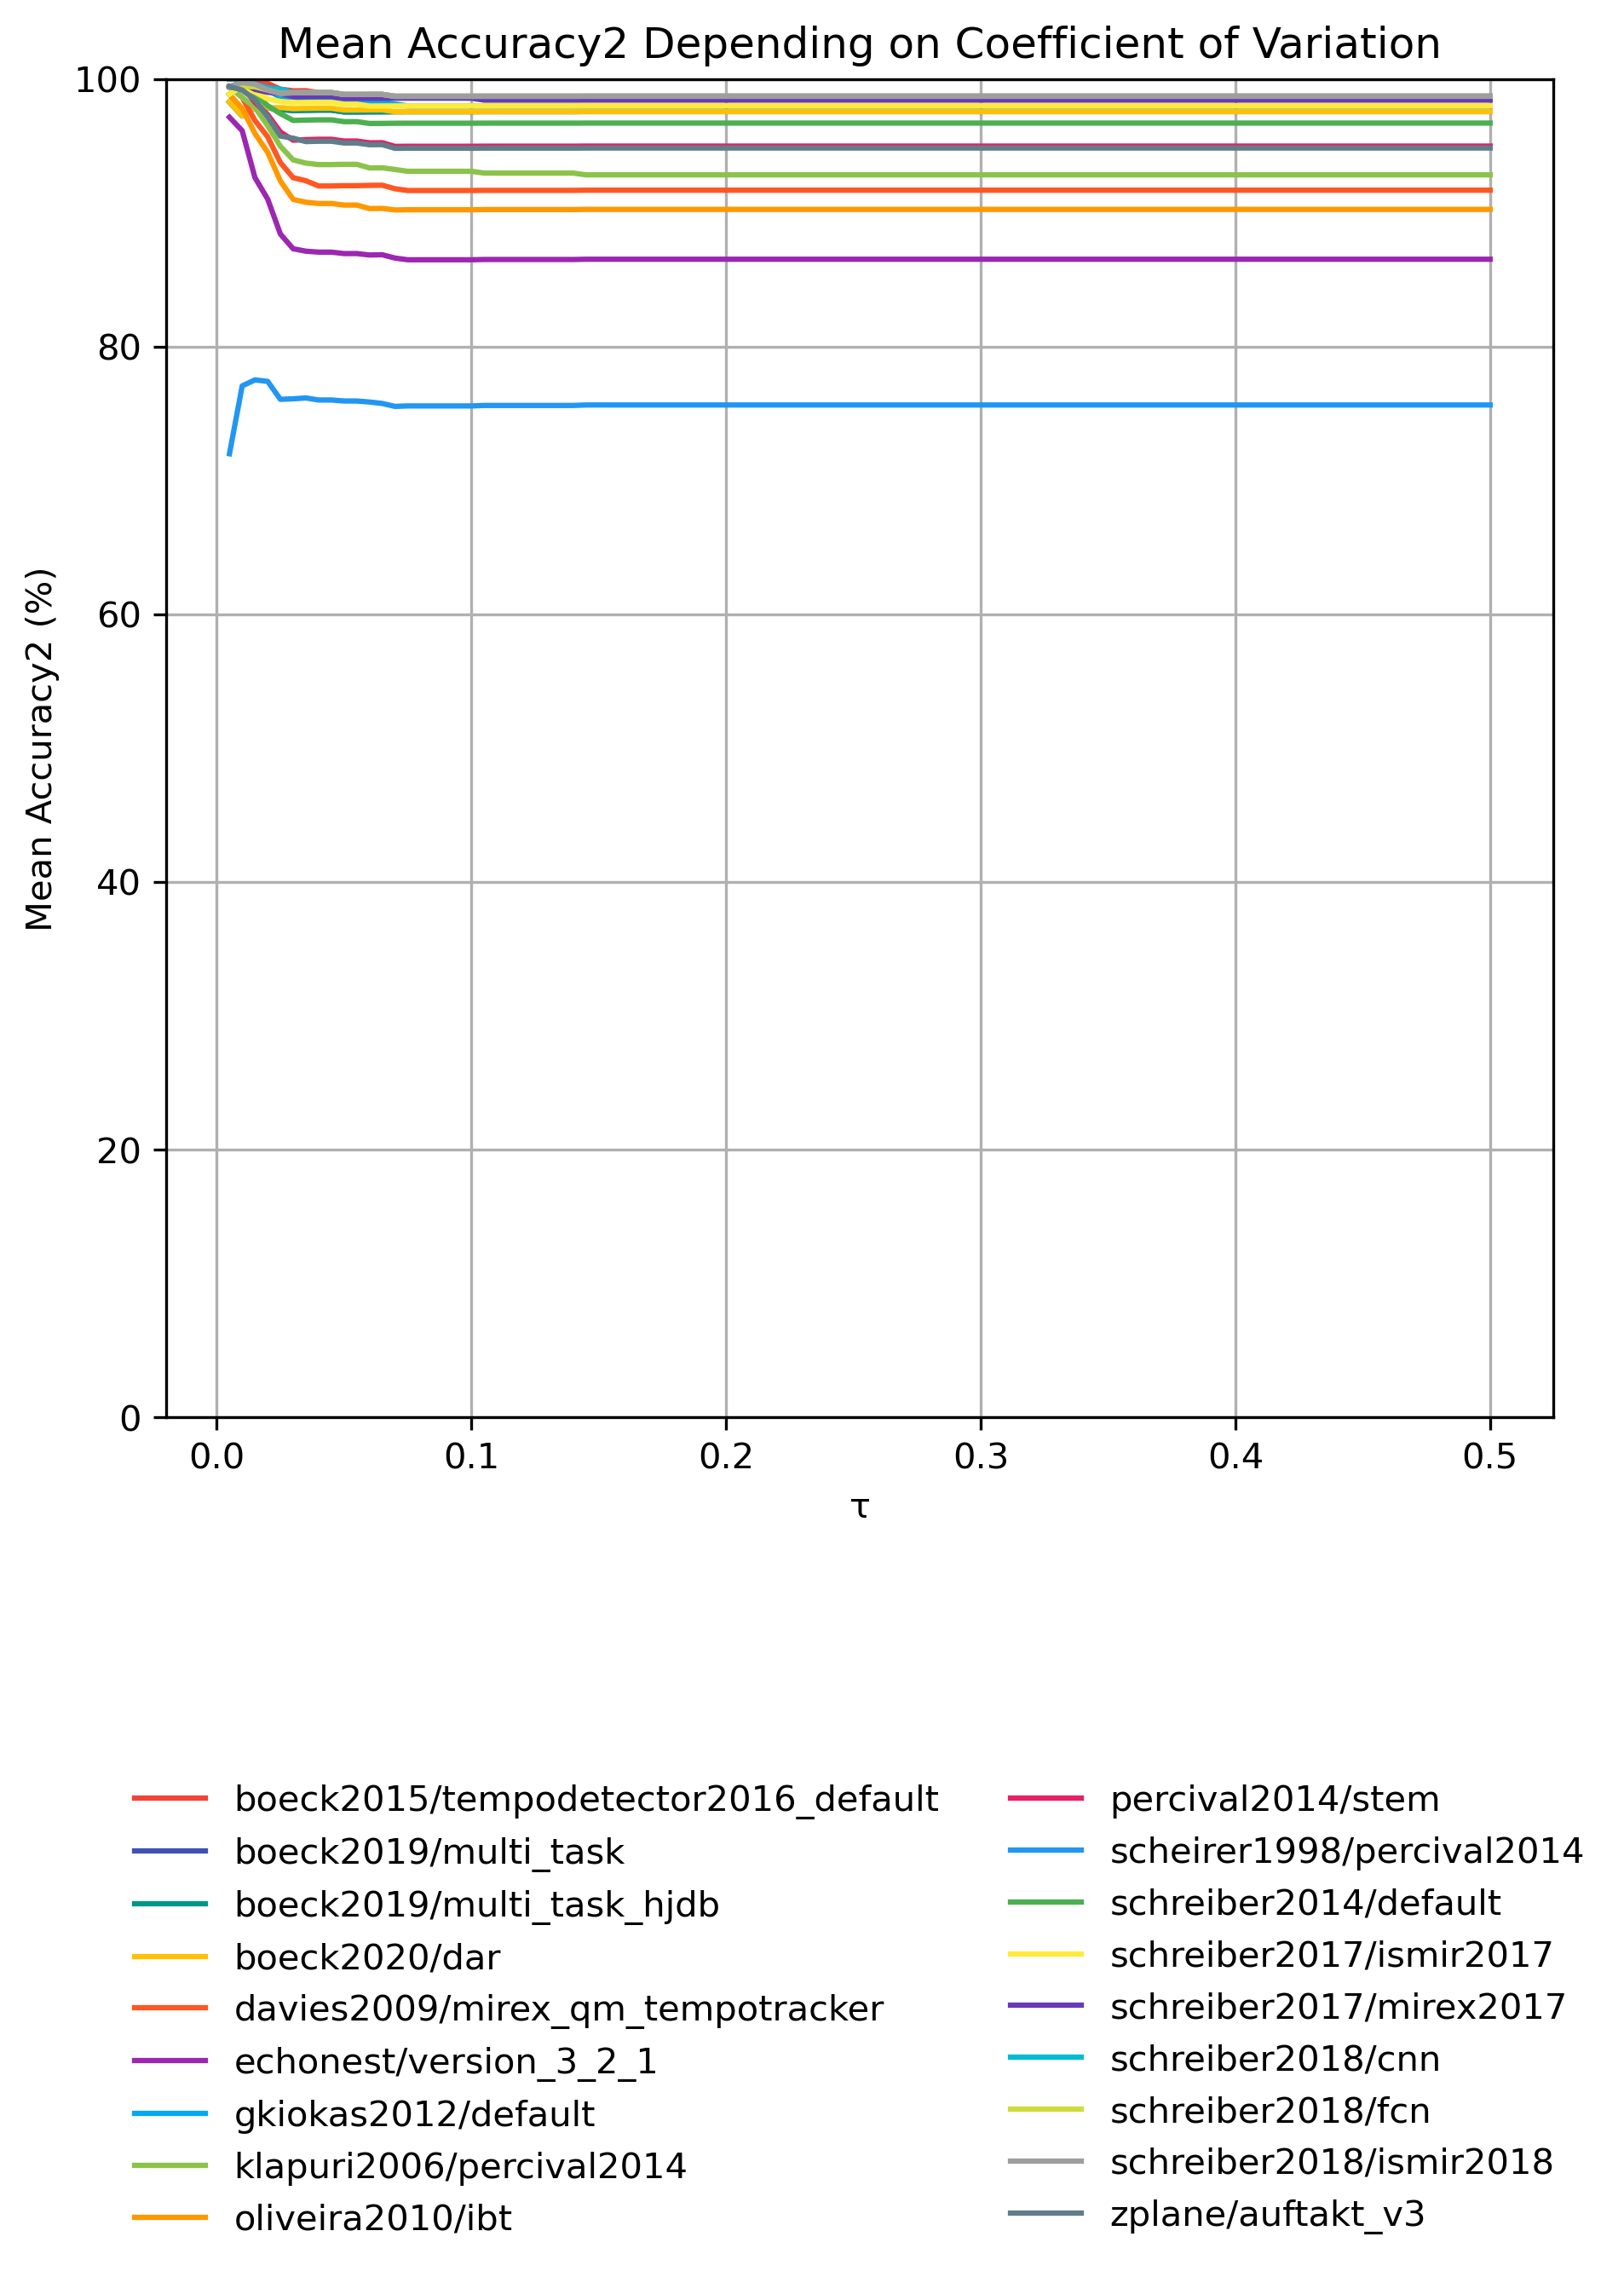 Mean Accuracy2 Depending on Coefficient of Variation
100
80
60
40
20
0
Mean Accuracy2 (%)
0.0 0.1 0.2 0.3 0.4 0.5
τ
boeck2015/tempodetector2016_default
boeck2019/multi_task
boeck2019/multi_task_hjdb
boeck2020/dar
davies2009/mirex_qm_tempotracker
echonest/version_3_2_1
gkiokas2012/default
klapuri2006/percival2014
oliveira2010/ibt
percival2014/stem
scheirer1998/percival2014
schreiber2014/default
schreiber2017/ismir2017
schreiber2017/mirex2017
schreiber2018/cnn
schreiber2018/fcn
schreiber2018/ismir2018
zplane/auftakt_v3